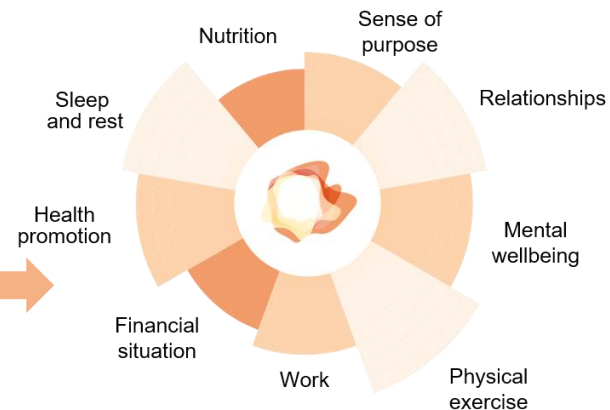 Sense of
purpose
Nutrition
Relationships
Sleep
and rest
Health
promotion
Mental
wellbeing
Financial
situation
Work
Physical
exercise